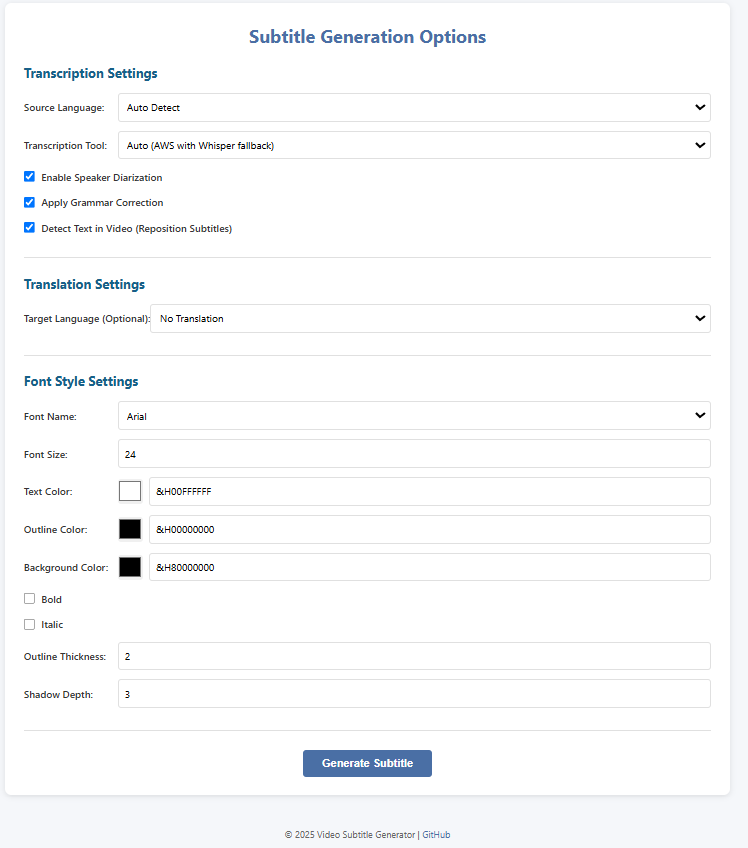 Subtitle Generation Options
Transcription Settings
Source Language: Auto Detect
Transcription Tool: Auto (AWS with Whisper fallback)
Enable Speaker Diarization
Apply Grammar Correction
Detect Text in Video (Reposition Subtitles)
Translation Settings
Target Language (Optional): No Translation
Font Style Settings
Font Name: Arial
Font Size: 24
Text Color: &H00FFFFFF
Outline Color: &H00000000
Background Color: &H80000000
Bold
Italic
Outline Thickness: 2
Shadow Depth: 3
Generate Subtitle
© 2025 Video Subtitle Generator | GitHub